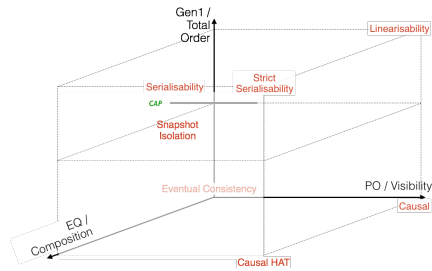 Gen1 /
Total
Order
Linearisability
Serialisability
Strict
Serialisability
CAP
Snapshot
Isolation
Eventual Consistency
PO / Visibility
Causal
EQ /
Composition
Causal HAT